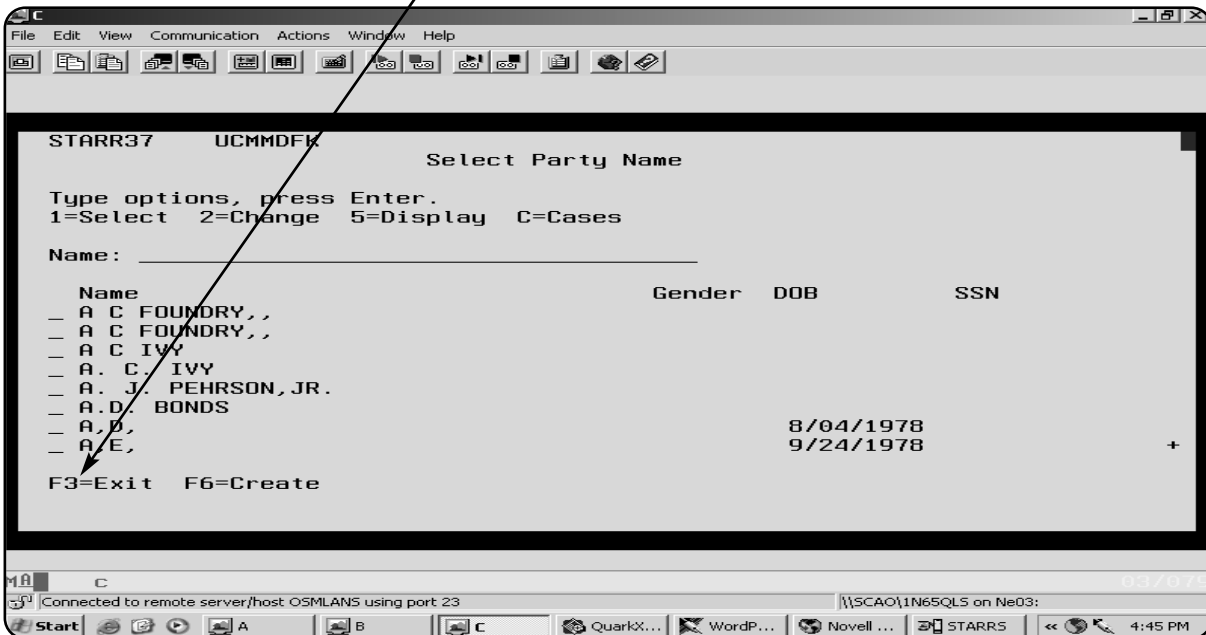 C
File Edit View Communication Actions Window Help
STARR37 UCMMDFK
Select Party Name
Type options, press Enter.
1=Select 2=Change 5=Display C=Cases
Name:
Name Gender DOB SSN
_ A C FOUNDRY,,
_ A C FOUNDRY,,
_ A C IVY
_ A. C. IVY
_ A. J. PEHRSON,JR.
_ A.D. BONDS
_ A,D, 8/04/1978
_ A,E, 9/24/1978 +
F3=Exit F6=Create
MA C 03/079
Connected to remote server/host OSMLANS using port 23 \\SCAO\1N65QLS on Ne03:
Start A B C QuarkX... WordP... Novell ... STARRS « 4:45 PM